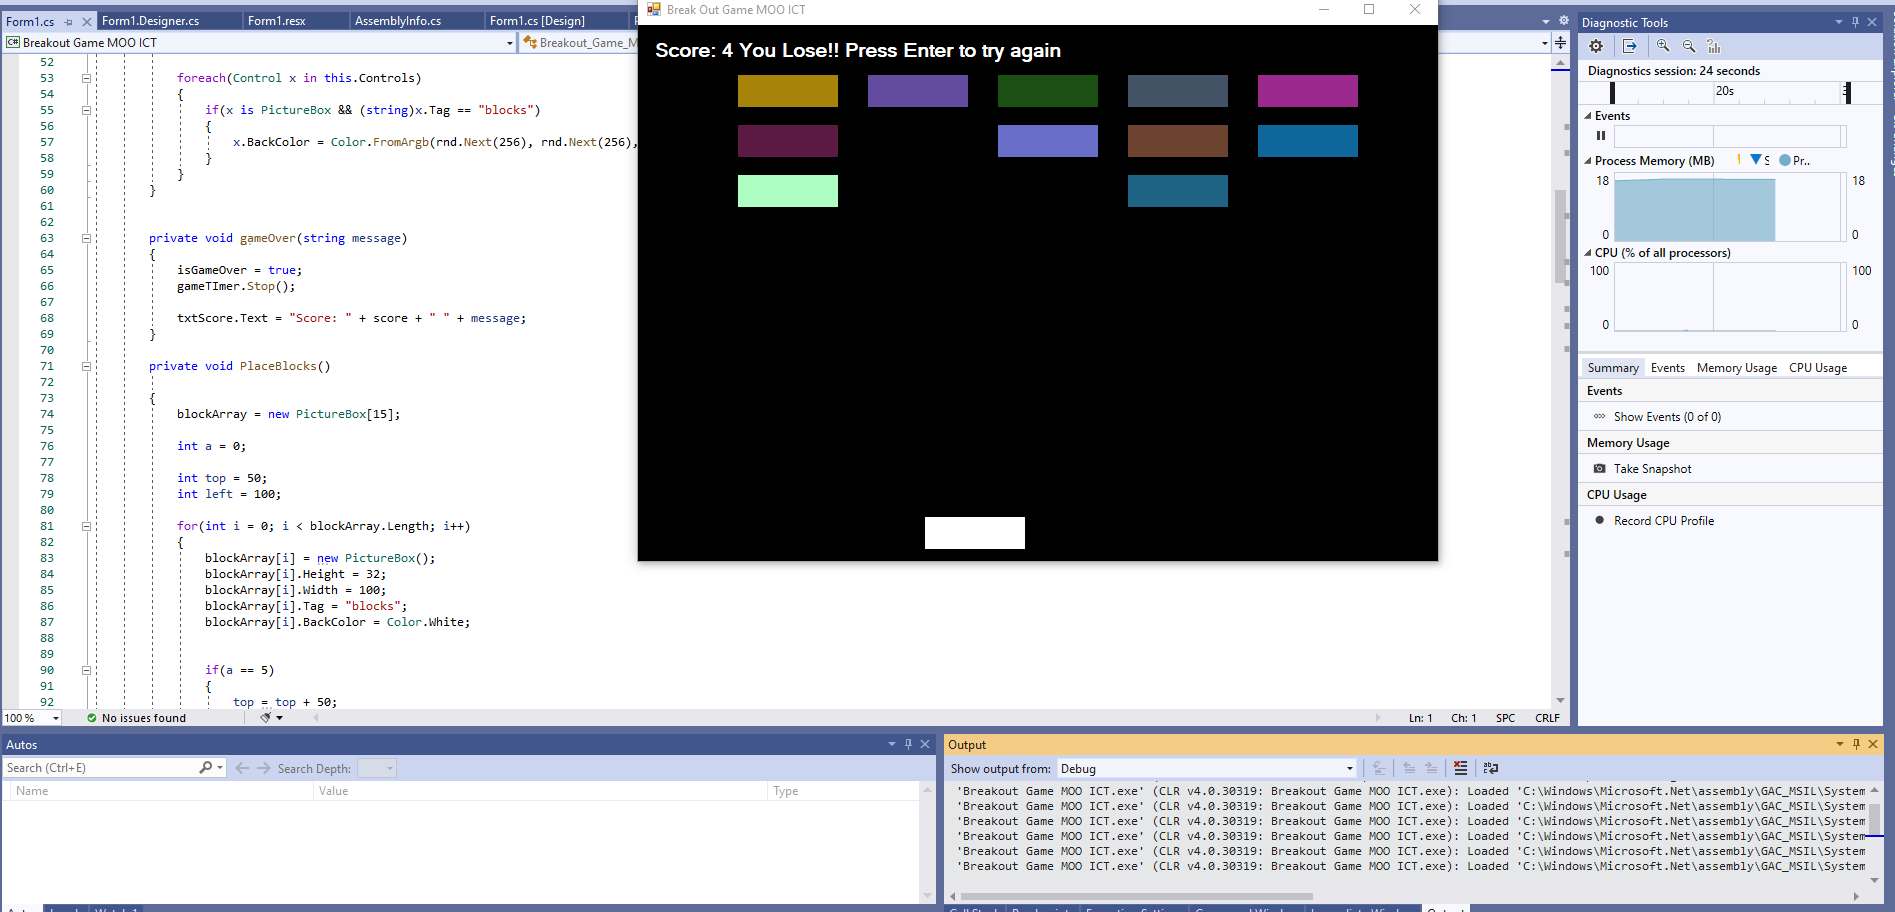 Form1.cs
Form1.Designer.cs
Form1.resx
AssemblyInfo.cs
Form1.cs [Design]
Breakout Game MOO ICT
Breakout_Game_M
52
53 foreach(Control x in this.Controls)
54 {
55 if(x is PictureBox && (string)x.Tag == "blocks")
56 {
57 x.BackColor = Color.FromArgb(rnd.Next(256), rnd.Next(256),
58 }
59 }
60 }
61
62
63 private void gameOver(string message)
64 {
65 isGameOver = true;
66 gameTImer.Stop();
67
68 txtScore.Text = "Score: " + score + " " + message;
69 }
70
71 private void PlaceBlocks()
72
73 {
74 blockArray = new PictureBox[15];
75
76 int a = 0;
77
78 int top = 50;
79 int left = 100;
80
81 for(int i = 0; i < blockArray.Length; i++)
82 {
83 blockArray[i] = new PictureBox();
84 blockArray[i].Height = 32;
85 blockArray[i].Width = 100;
86 blockArray[i].Tag = "blocks";
87 blockArray[i].BackColor = Color.White;
88
89
90 if(a == 5)
91 {
92 top = top + 50;
100 %
No issues found
Ln: 1 Ch: 1 SPC CRLF
Break Out Game MOO ICT
Score: 4 You Lose!! Press Enter to try again
Diagnostic Tools
Diagnostics session: 24 seconds
20s
Events
Process Memory (MB) S Pr..
18 18
0 0
CPU (% of all processors)
100 100
0 0
Summary Events Memory Usage CPU Usage
Events
Show Events (0 of 0)
Memory Usage
Take Snapshot
CPU Usage
Record CPU Profile
Autos
Search (Ctrl+E)
Search Depth:
Name Value Type
Output
Show output from: Debug
'Breakout Game MOO ICT.exe' (CLR v4.0.30319: Breakout Game MOO ICT.exe): Loaded 'C:\Windows\Microsoft.Net\assembly\GAC_MSIL\System
'Breakout Game MOO ICT.exe' (CLR v4.0.30319: Breakout Game MOO ICT.exe): Loaded 'C:\Windows\Microsoft.Net\assembly\GAC_MSIL\System
'Breakout Game MOO ICT.exe' (CLR v4.0.30319: Breakout Game MOO ICT.exe): Loaded 'C:\Windows\Microsoft.Net\assembly\GAC_MSIL\System
'Breakout Game MOO ICT.exe' (CLR v4.0.30319: Breakout Game MOO ICT.exe): Loaded 'C:\Windows\Microsoft.Net\assembly\GAC_MSIL\System
'Breakout Game MOO ICT.exe' (CLR v4.0.30319: Breakout Game MOO ICT.exe): Loaded 'C:\Windows\Microsoft.Net\assembly\GAC_MSIL\System
'Breakout Game MOO ICT.exe' (CLR v4.0.30319: Breakout Game MOO ICT.exe): Loaded 'C:\Windows\Microsoft.Net\assembly\GAC_MSIL\System